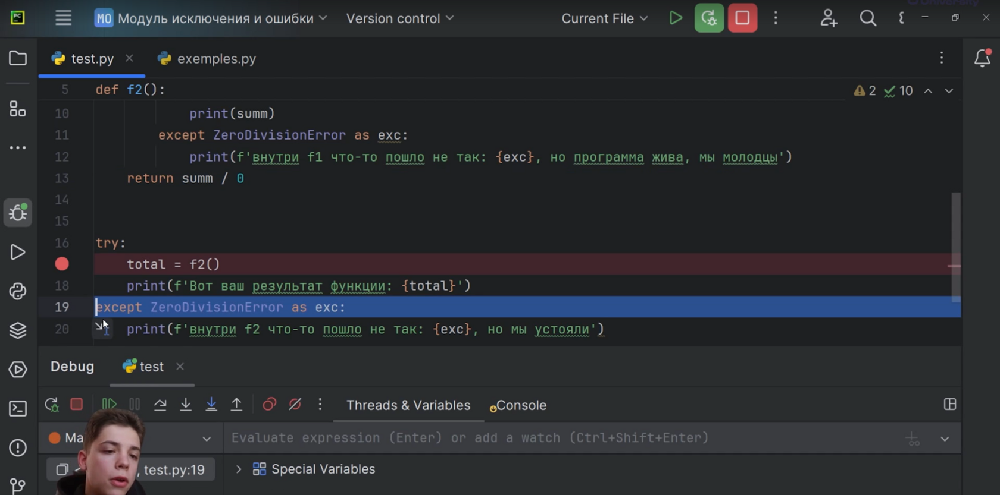 PC
MO Модуль исключения и ошибки Version control Current File
test.py exemples.py
5 def f2(): 2 10
10 print(summ)
11 except ZeroDivisionError as exc:
12 print(f'внутри f1 что-то пошло не так: {exc}, но программа жива, мы молодцы')
13 return summ / 0
14
15
16 try:
total = f2()
18 print(f'Вот ваш результат функции: {total}')
19 except ZeroDivisionError as exc:
20 print(f'внутри f2 что-то пошло не так: {exc}, но мы устояли')
Debug test
Threads & Variables Console
Ma Evaluate expression (Enter) or add a watch (Ctrl+Shift+Enter)
, test.py:19 Special Variables